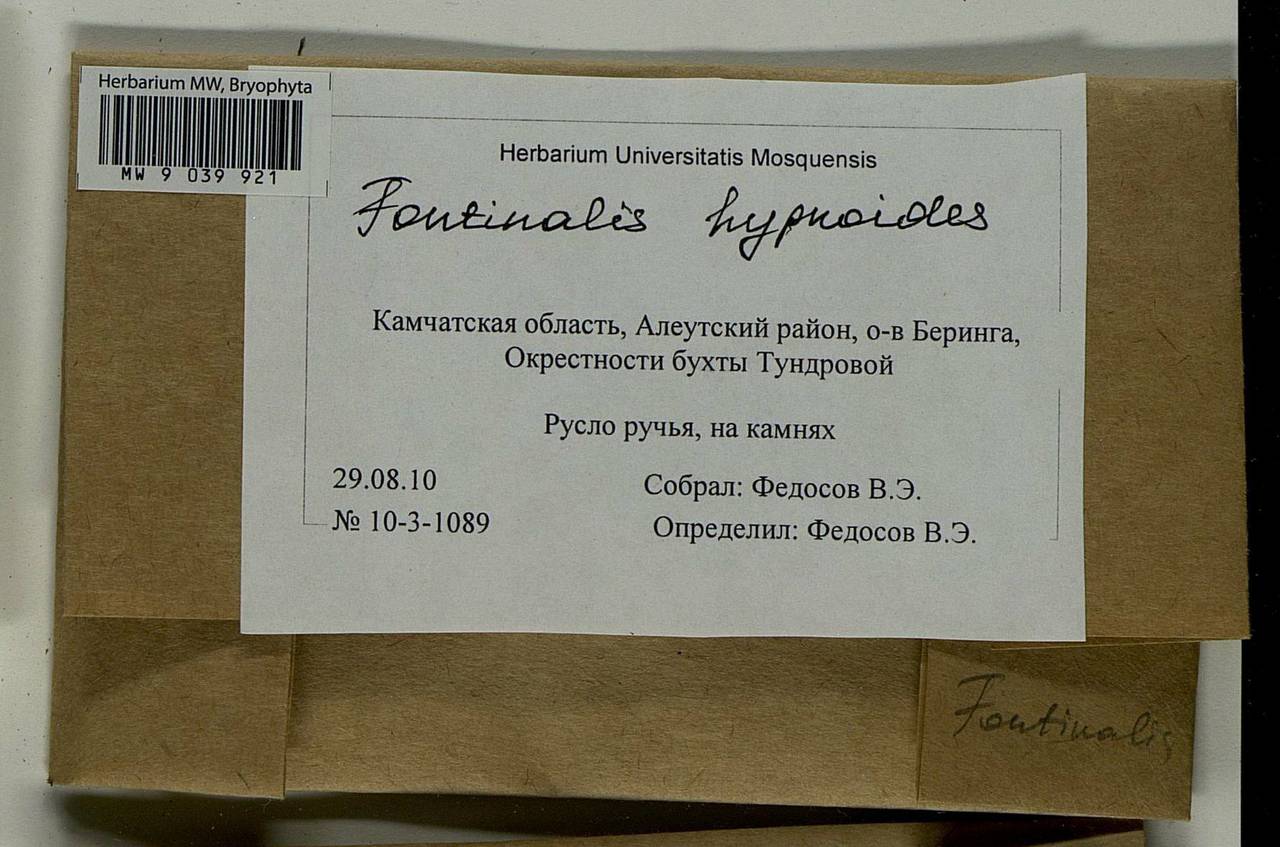 Herbarium MW, Bryophyta
MW 9 039 921
Herbarium Universitatis Mosquensis
Fontinalis hypnoides
Камчатская область, Алеутский район, о-в Беринга,
Окрестности бухты Тундровой
Русло ручья, на камнях
29.08.10
Собрал: Федосов В.Э.
№ 10-3-1089
Определил: Федосов В.Э.
Fontinalis